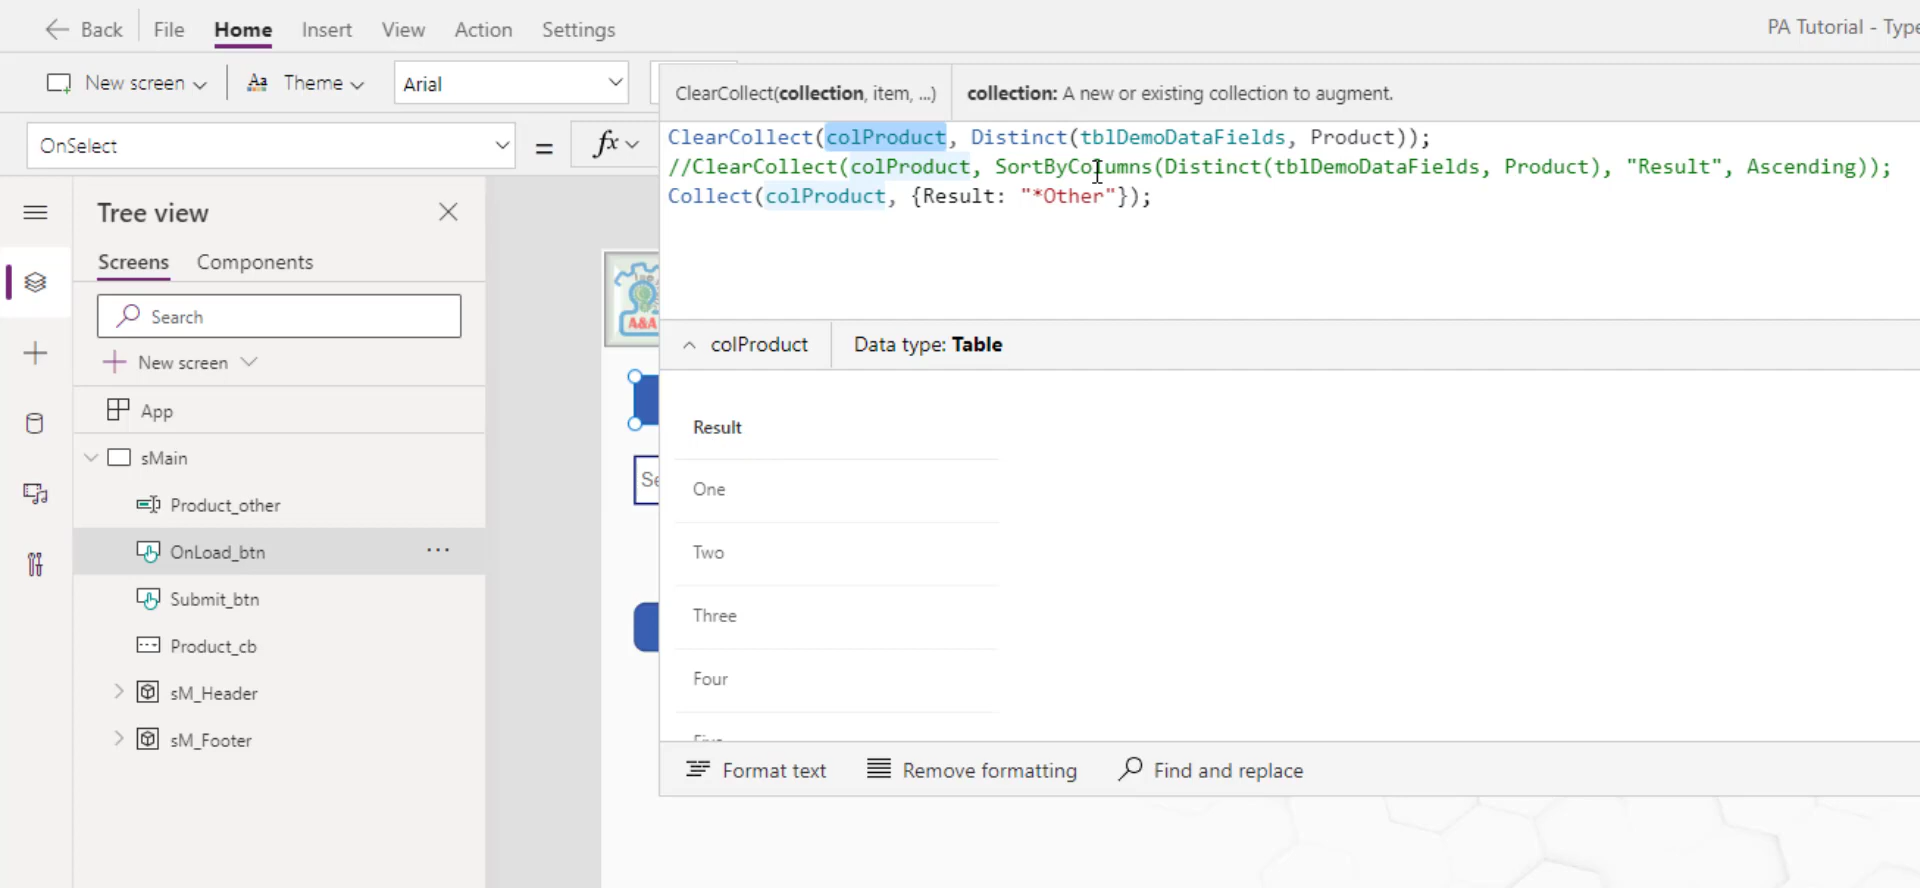 Back File Home Insert View Action Settings
PA Tutorial - Type
New screen Theme Arial
ClearCollect(collection, item, ...) collection: A new or existing collection to augment.
OnSelect = fx
ClearCollect(colProduct, Distinct(tblDemoDataFields, Product));
//ClearCollect(colProduct, SortByColumns(Distinct(tblDemoDataFields, Product), "Result", Ascending));
Collect(colProduct, {Result: "*Other"});
Tree view
Screens Components
Search
New screen
App
sMain
Product_other
OnLoad_btn ...
Submit_btn
Product_cb
sM_Header
sM_Footer
A&A
Se
colProduct Data type: Table
Result
One
Two
Three
Four
Format text Remove formatting Find and replace